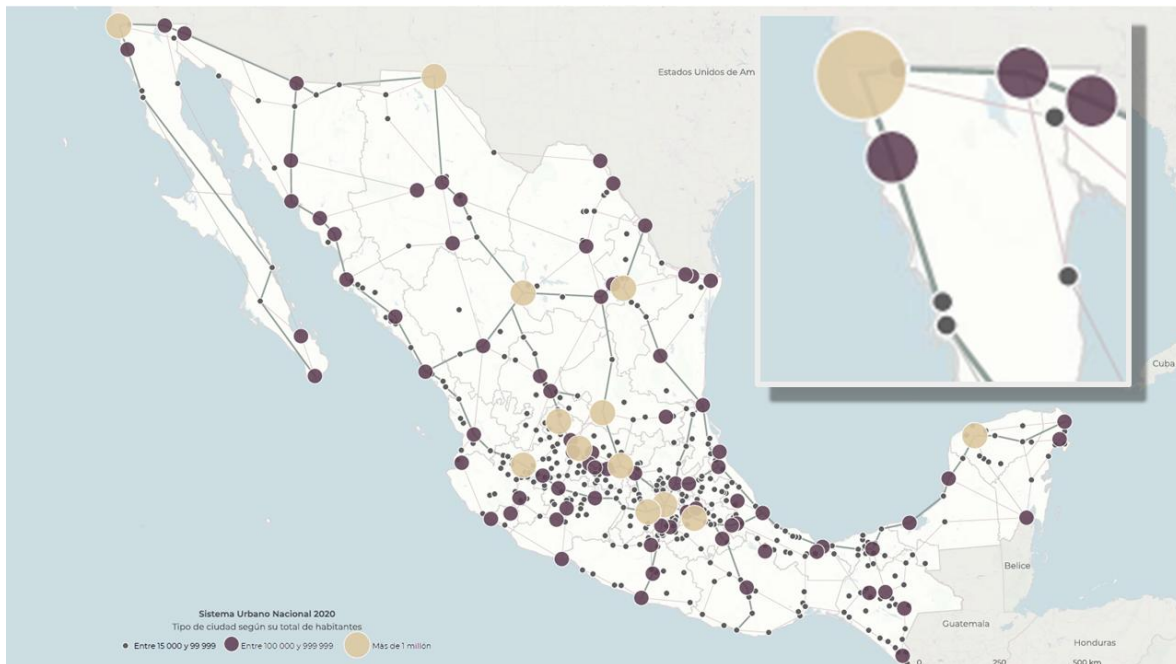 Estados Unidos de Am
Cuba
Belice
Guatemala
Honduras
Sistema Urbano Nacional 2020
Tipo de ciudad según su total de habitantes
Entre 15 000 y 99 999 Entre 100 000 y 999 999 Más de 1 millón
0 250 500 km